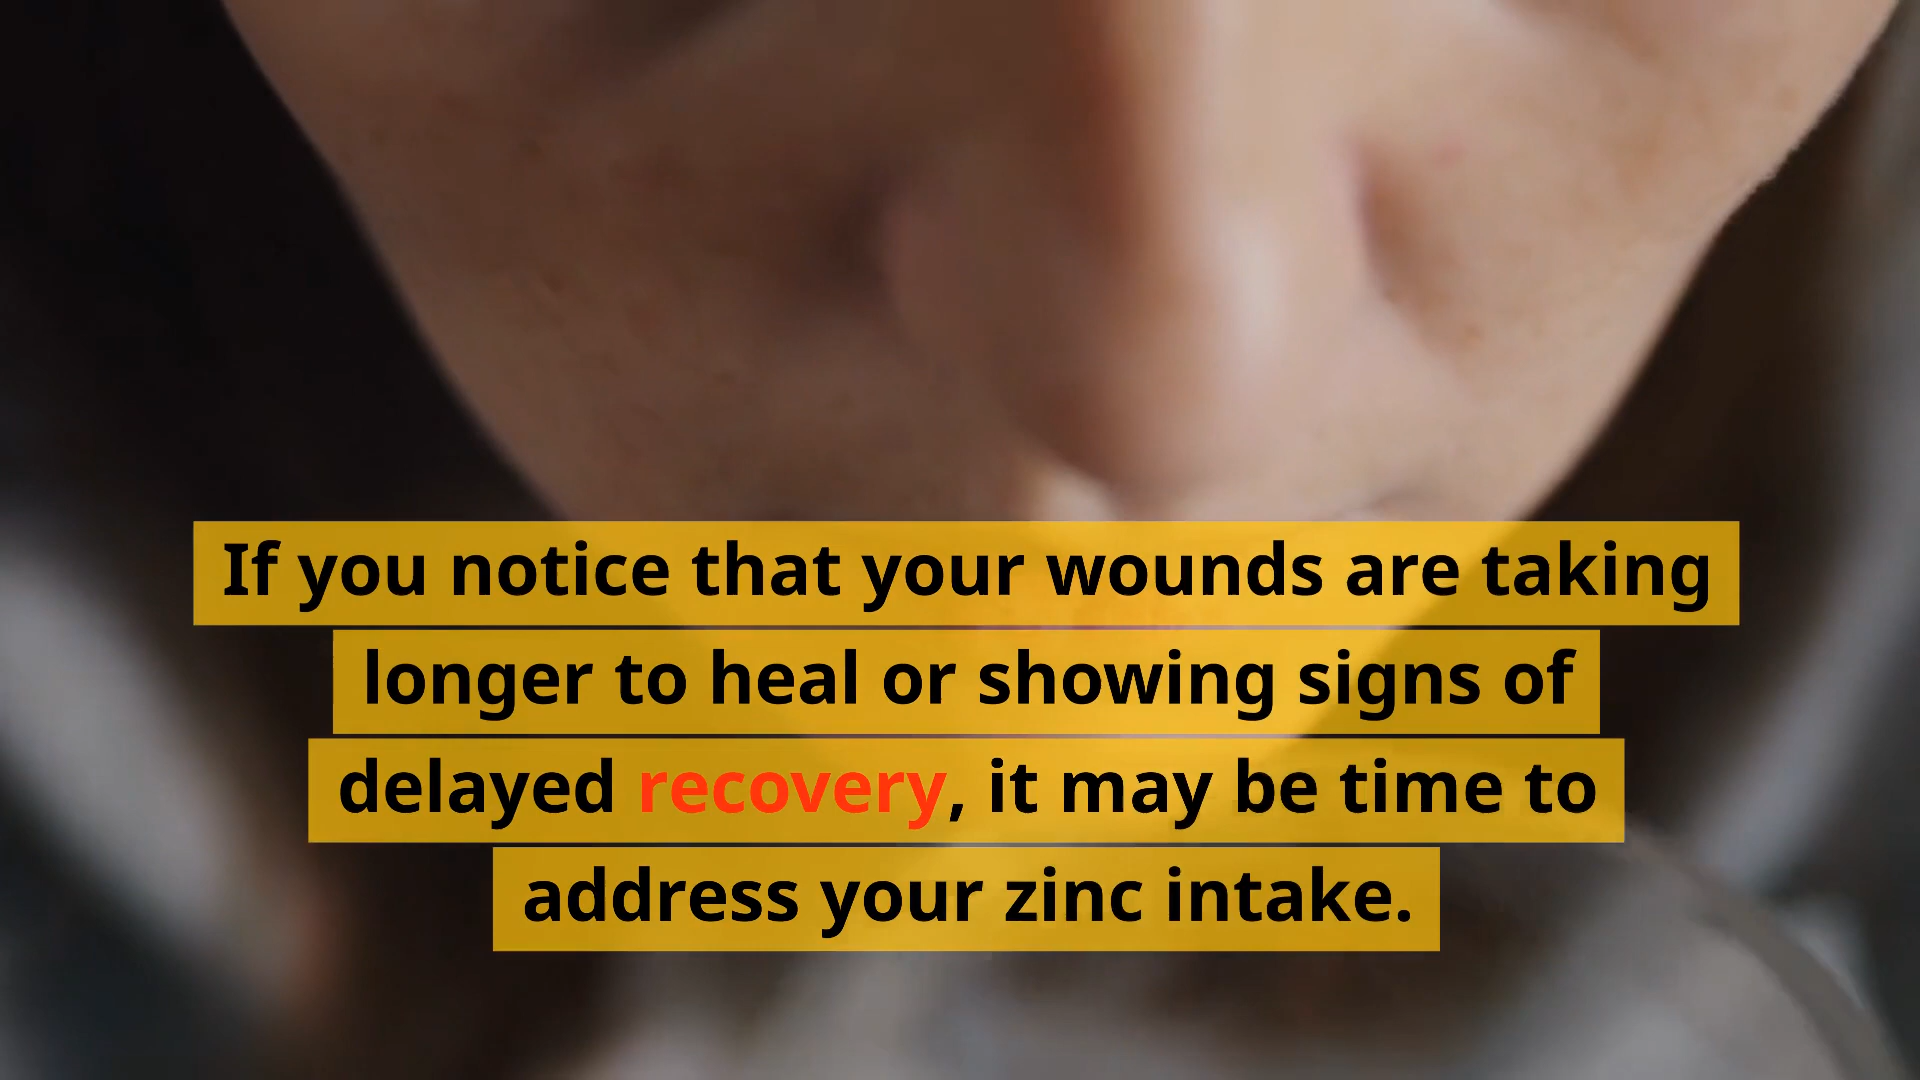 If you notice that your wounds are taking
longer to heal or showing signs of
delayed recovery, it may be time to
address your zinc intake.